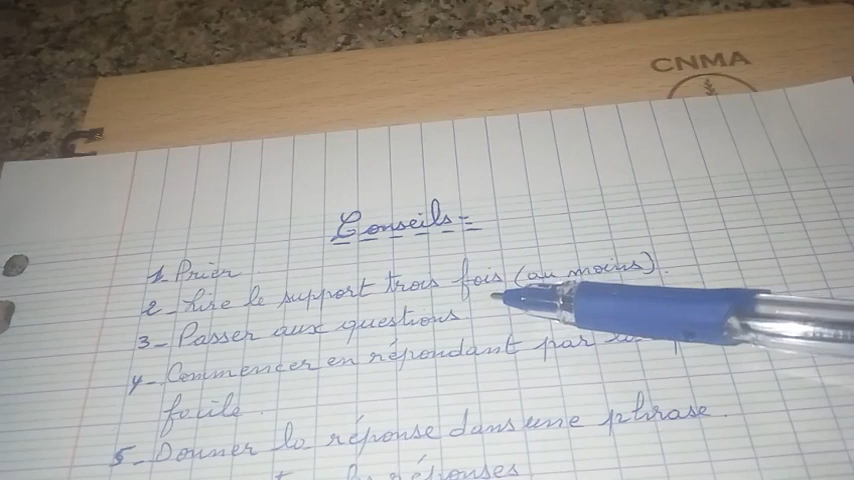 CNMA
Conseils
1. Prier.
2- Lire le support trois fois (au moins).
3- Passer aux questions.
4- Commencer en répondant par
facile.
5- Donner la réponse dans une phrase.
réponses